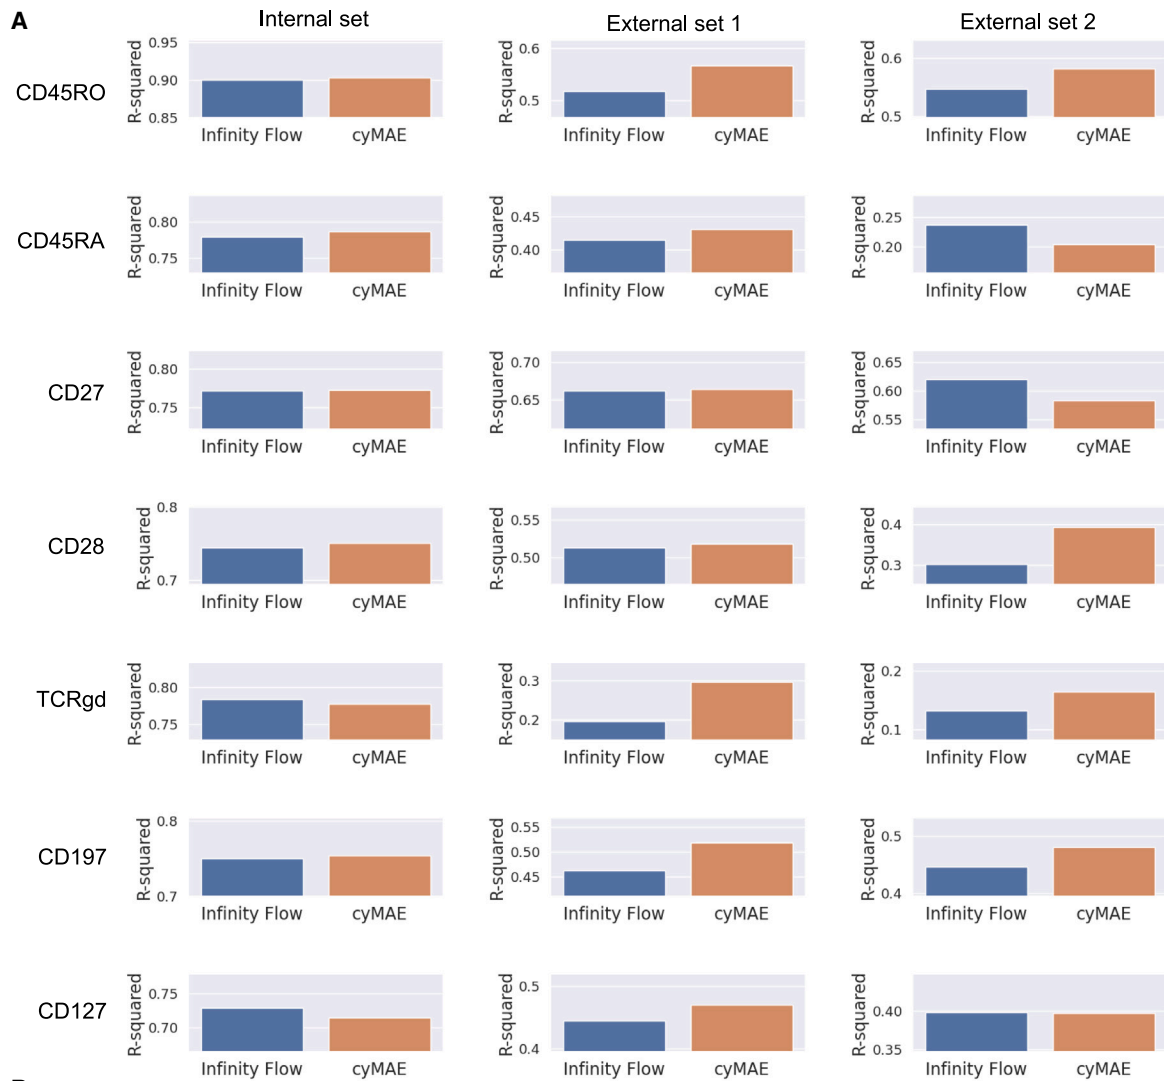 A
Internal set
External set 1
External set 2
CD45RO
R-squared
0.95
0.90
0.85
Infinity Flow cyMAE
R-squared
0.6
0.5
Infinity Flow cyMAE
R-squared
0.6
0.5
Infinity Flow cyMAE
CD45RA
R-squared
0.80
0.75
Infinity Flow cyMAE
R-squared
0.45
0.40
Infinity Flow cyMAE
R-squared
0.25
0.20
Infinity Flow cyMAE
CD27
R-squared
0.80
0.75
Infinity Flow cyMAE
R-squared
0.70
0.65
Infinity Flow cyMAE
R-squared
0.65
0.60
0.55
Infinity Flow cyMAE
CD28
R-squared
0.8
0.7
Infinity Flow cyMAE
R-squared
0.55
0.50
Infinity Flow cyMAE
R-squared
0.4
0.3
Infinity Flow cyMAE
TCRgd
R-squared
0.80
0.75
Infinity Flow cyMAE
R-squared
0.3
0.2
Infinity Flow cyMAE
R-squared
0.2
0.1
Infinity Flow cyMAE
CD197
R-squared
0.8
0.7
Infinity Flow cyMAE
R-squared
0.55
0.50
0.45
Infinity Flow cyMAE
R-squared
0.5
0.4
Infinity Flow cyMAE
CD127
R-squared
0.75
0.70
Infinity Flow cyMAE
R-squared
0.5
0.4
Infinity Flow cyMAE
R-squared
0.40
0.35
Infinity Flow cyMAE